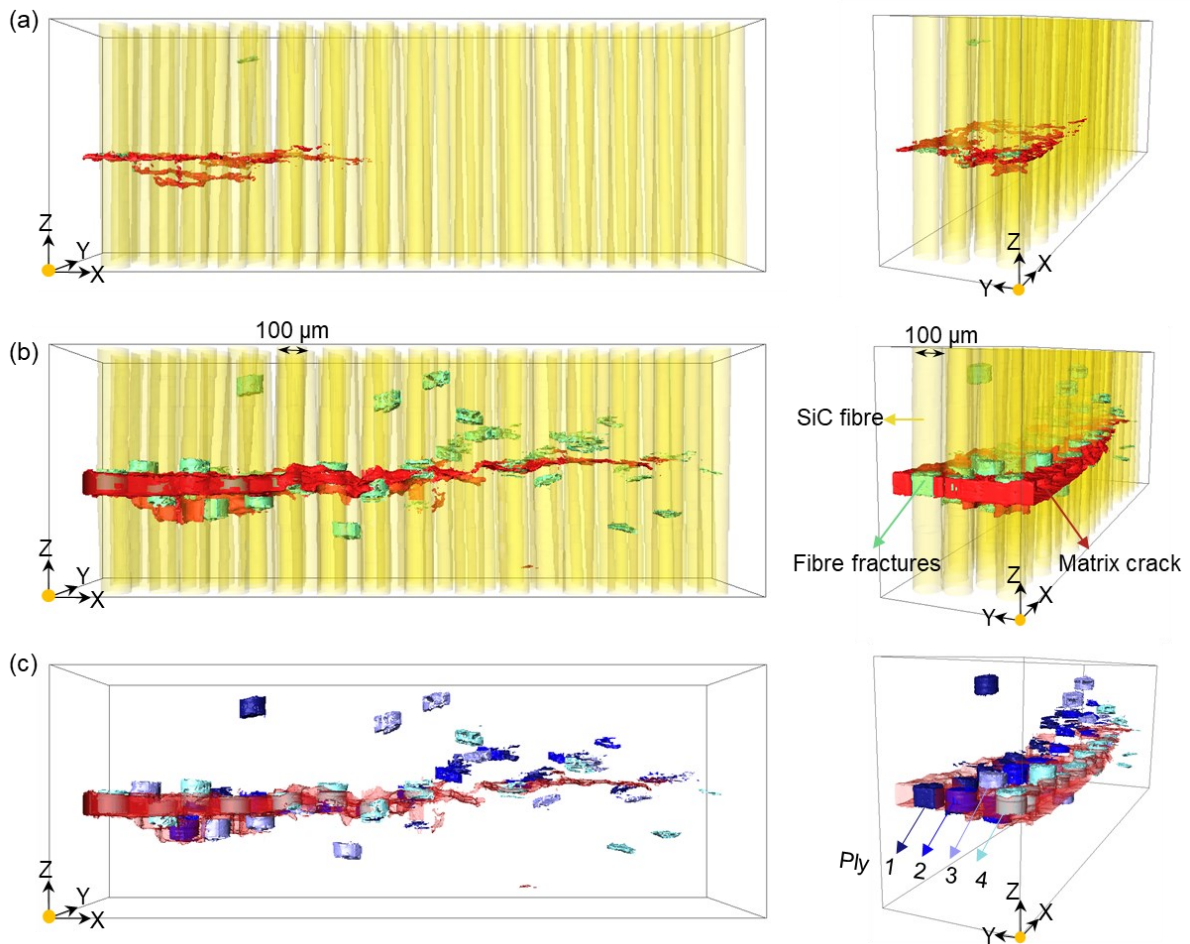 (a)
Z
Y
X
Z
X
Y
(b)
100 µm
100 µm
SiC fibre
Fibre fractures
Matrix crack
Z
Y
X
Z
X
Y
(c)
Ply 1 2 3 4
Z
Y
X
Z
X
Y